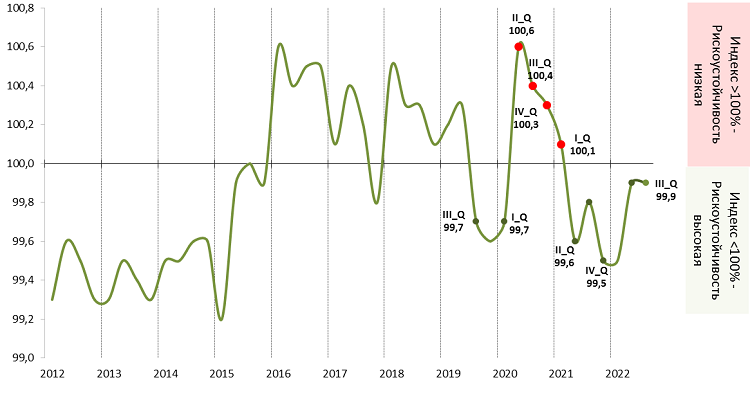 100,8
100,6
100,4
100,2
100,0
99,8
99,6
99,4
99,2
99,0
2012
2013
2014
2015
2016
2017
2018
2019
2020
2021
2022
III_Q
99,7
I_Q
99,7
II_Q
100,6
III_Q
100,4
IV_Q
100,3
I_Q
100,1
II_Q
99,6
IV_Q
99,5
III_Q
99,9
Индекс >100%-
Рискоустойчивость
низкая
Индекс <100%-
Рискоустойчивость
высокая